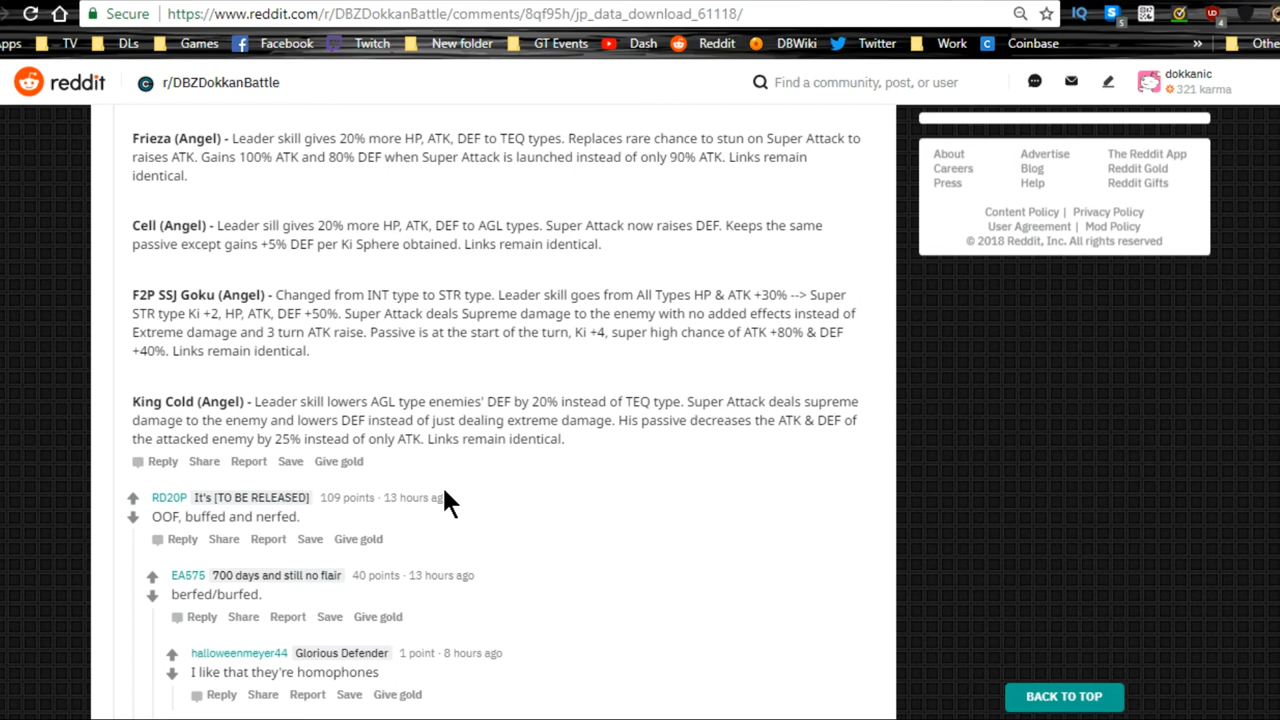 Secure https://www.reddit.com/r/DBZDokkanBattle/comments/8qf95h/jp_data_download_61118/
IQ S 5 UD 4
Apps TV DLs Games Facebook Twitch New folder GT Events Dash Reddit DBWiki Twitter Work Coinbase » Othe
reddit r/DBZDokkanBattle Find a community, post, or user dokkanic
321 karma
Frieza (Angel) - Leader skill gives 20% more HP, ATK, DEF to TEQ types. Replaces rare chance to stun on Super Attack to
raises ATK. Gains 100% ATK and 80% DEF when Super Attack is launched instead of only 90% ATK. Links remain
identical.
Cell (Angel) - Leader sill gives 20% more HP, ATK, DEF to AGL types. Super Attack now raises DEF. Keeps the same
passive except gains +5% DEF per Ki Sphere obtained. Links remain identical.
F2P SSJ Goku (Angel) - Changed from INT type to STR type. Leader skill goes from All Types HP & ATK +30% --> Super
STR type Ki +2, HP, ATK, DEF +50%. Super Attack deals Supreme damage to the enemy with no added effects instead of
Extreme damage and 3 turn ATK raise. Passive is at the start of the turn, Ki +4, super high chance of ATK +80% & DEF
+40%. Links remain identical.
King Cold (Angel) - Leader skill lowers AGL type enemies' DEF by 20% instead of TEQ type. Super Attack deals supreme
damage to the enemy and lowers DEF instead of just dealing extreme damage. His passive decreases the ATK & DEF of
the attacked enemy by 25% instead of only ATK. Links remain identical.
Reply Share Report Save Give gold
RD20P It's [TO BE RELEASED] 109 points · 13 hours ag
OOF, buffed and nerfed.
Reply Share Report Save Give gold
EA575 700 days and still no flair 40 points · 13 hours ago
berfed/burfed.
Reply Share Report Save Give gold
halloweenmeyer44 Glorious Defender 1 point · 8 hours ago
I like that they're homophones
Reply Share Report Save Give gold
About Advertise The Reddit App
Careers Blog Reddit Gold
Press Help Reddit Gifts
Content Policy | Privacy Policy
User Agreement | Mod Policy
© 2018 Reddit, Inc. All rights reserved
BACK TO TOP